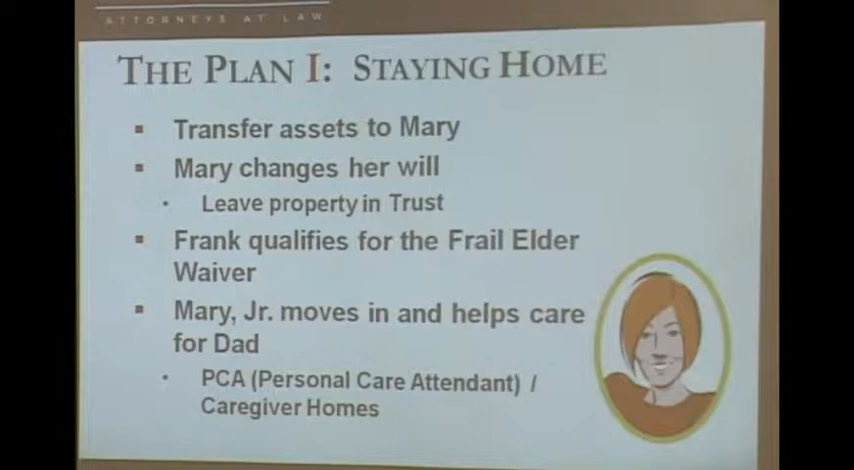 ATTORNEYS AT LAW
THE PLAN I: STAYING HOME
▪ Transfer assets to Mary
▪ Mary changes her will
· Leave property in Trust
▪ Frank qualifies for the Frail Elder
Waiver
▪ Mary, Jr. moves in and helps care
for Dad
· PCA (Personal Care Attendant) /
Caregiver Homes